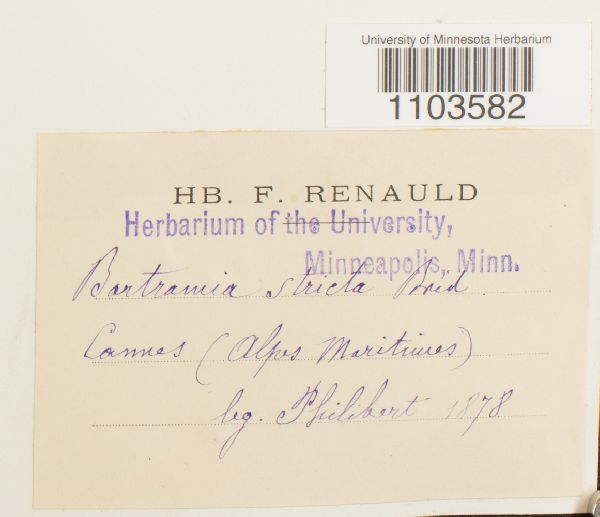 University of Minnesota Herbarium
1103582
HB. F. RENAULD
Herbarium of the University,
Minneapolis, Minn.
Bartramia stricta Brid.
Cannes (Alpes Maritimes)
leg. Philibert 1878